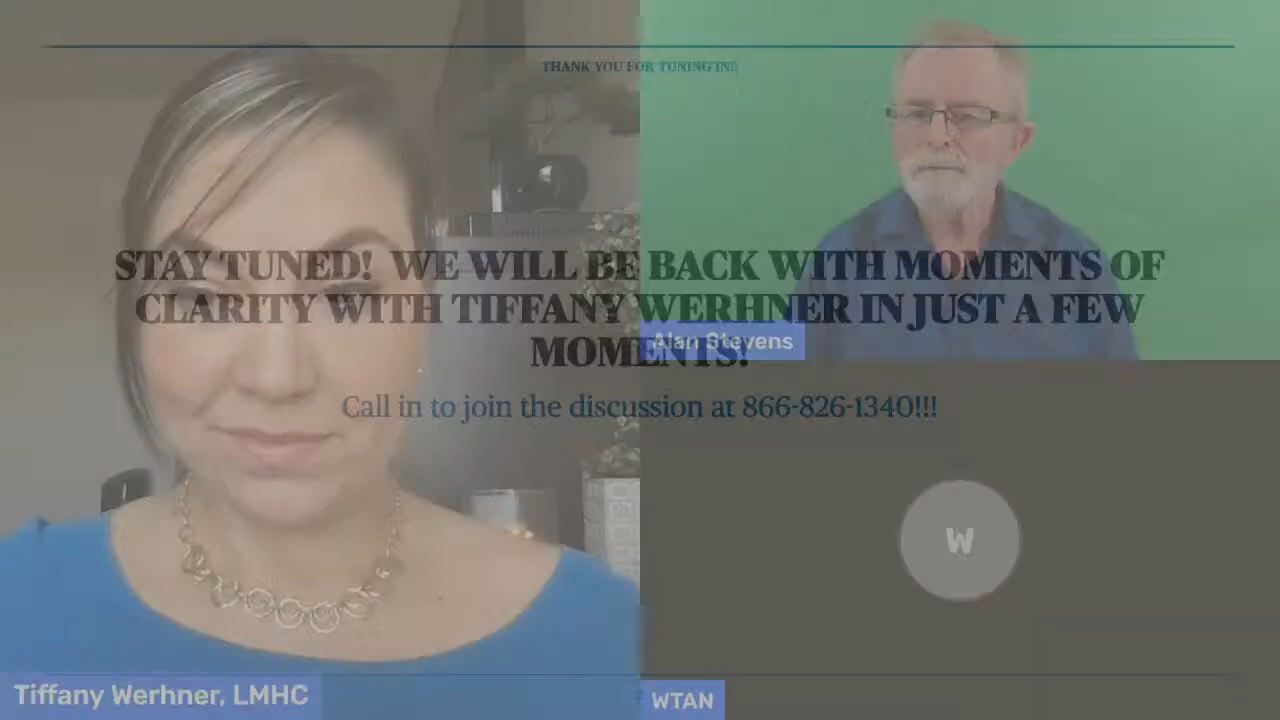 THANK YOU FOR TUNING IN!!
STAY TUNED! WE WILL BE BACK WITH MOMENTS OF
CLARITY WITH TIFFANY WERHNER IN JUST A FEW
MOMENTS!
Alan Stevens
Call in to join the discussion at 866-826-1340!!!
W
Tiffany Werhner, LMHC
WTAN